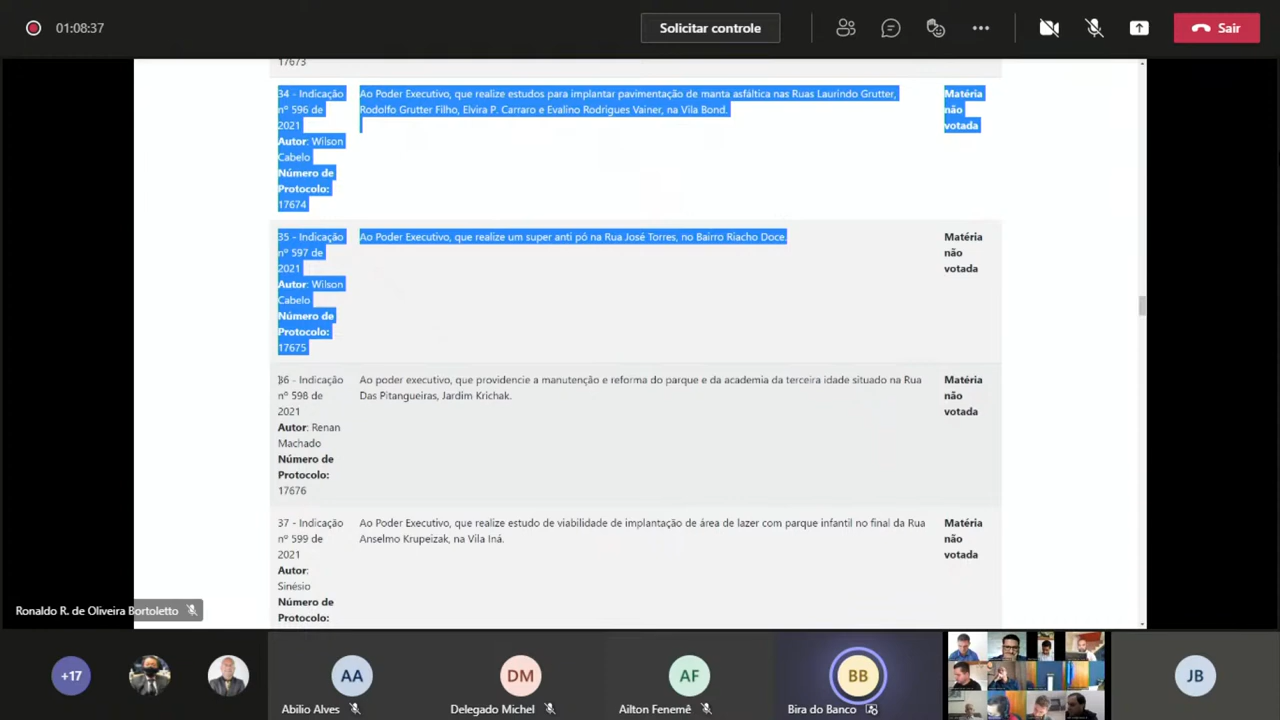 01:08:37
Solicitar controle
Sair
17673
34 - Indicação
nº 596 de
2021
Autor: Wilson
Cabelo
Número de
Protocolo:
17674
Ao Poder Executivo, que realize estudos para implantar pavimentação de manta asfáltica nas Ruas Laurindo Grutter,
Rodolfo Grutter Filho, Elvira P. Carraro e Evalino Rodrigues Vainer, na Vila Bond.
Matéria
não
votada
35 - Indicação
nº 597 de
2021
Autor: Wilson
Cabelo
Número de
Protocolo:
17675
Ao Poder Executivo, que realize um super anti pó na Rua José Torres, no Bairro Riacho Doce.
Matéria
não
votada
36 - Indicação
nº 598 de
2021
Autor: Renan
Machado
Número de
Protocolo:
17676
Ao poder executivo, que providencie a manutenção e reforma do parque e da academia da terceira idade situado na Rua
Das Pitangueiras, Jardim Krichak.
Matéria
não
votada
37 - Indicação
nº 599 de
2021
Autor:
Sinésio
Número de
Protocolo:
Ao Poder Executivo, que realize estudo de viabilidade de implantação de área de lazer com parque infantil no final da Rua
Anselmo Krupeizak, na Vila Iná.
Matéria
não
votada
Ronaldo R. de Oliveira Bortoletto
+17
AA
Abilio Alves
DM
Delegado Michel
AF
Ailton Fenemê
BB
Bira do Banco
JB